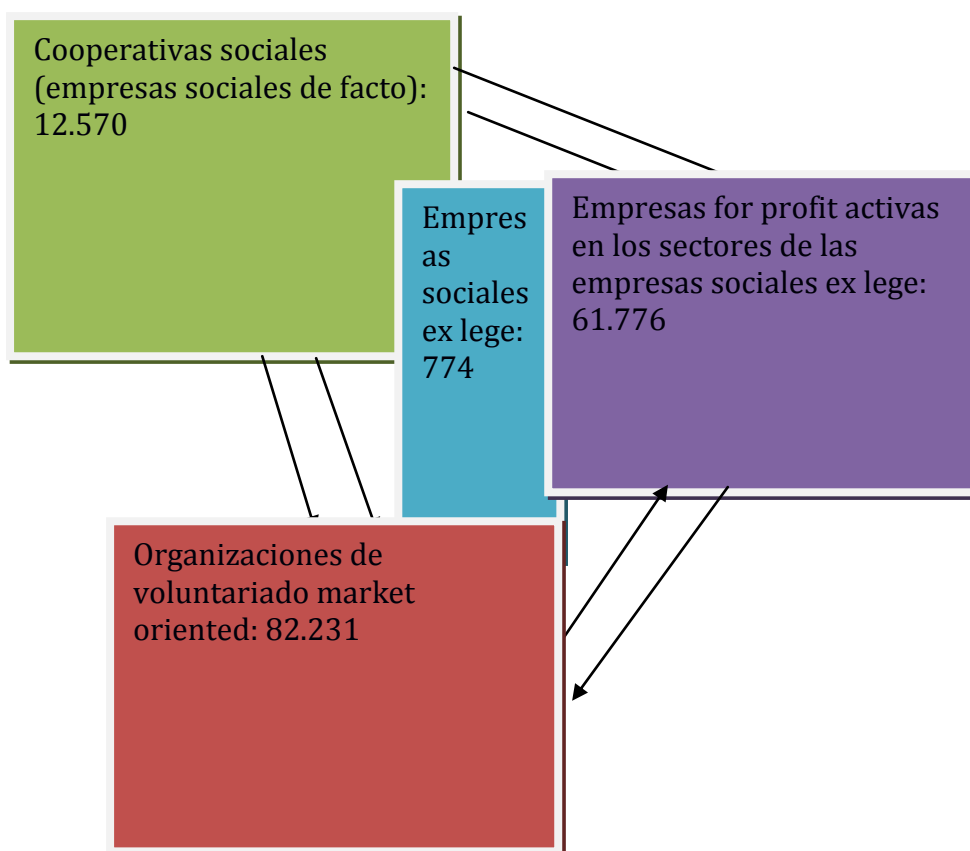 Cooperativas sociales
(empresas sociales de facto):
12.570
Empres
as
sociales
ex lege:
774
Empresas for profit activas
en los sectores de las
empresas sociales ex lege:
61.776
Organizaciones de
voluntariado market
oriented: 82.231